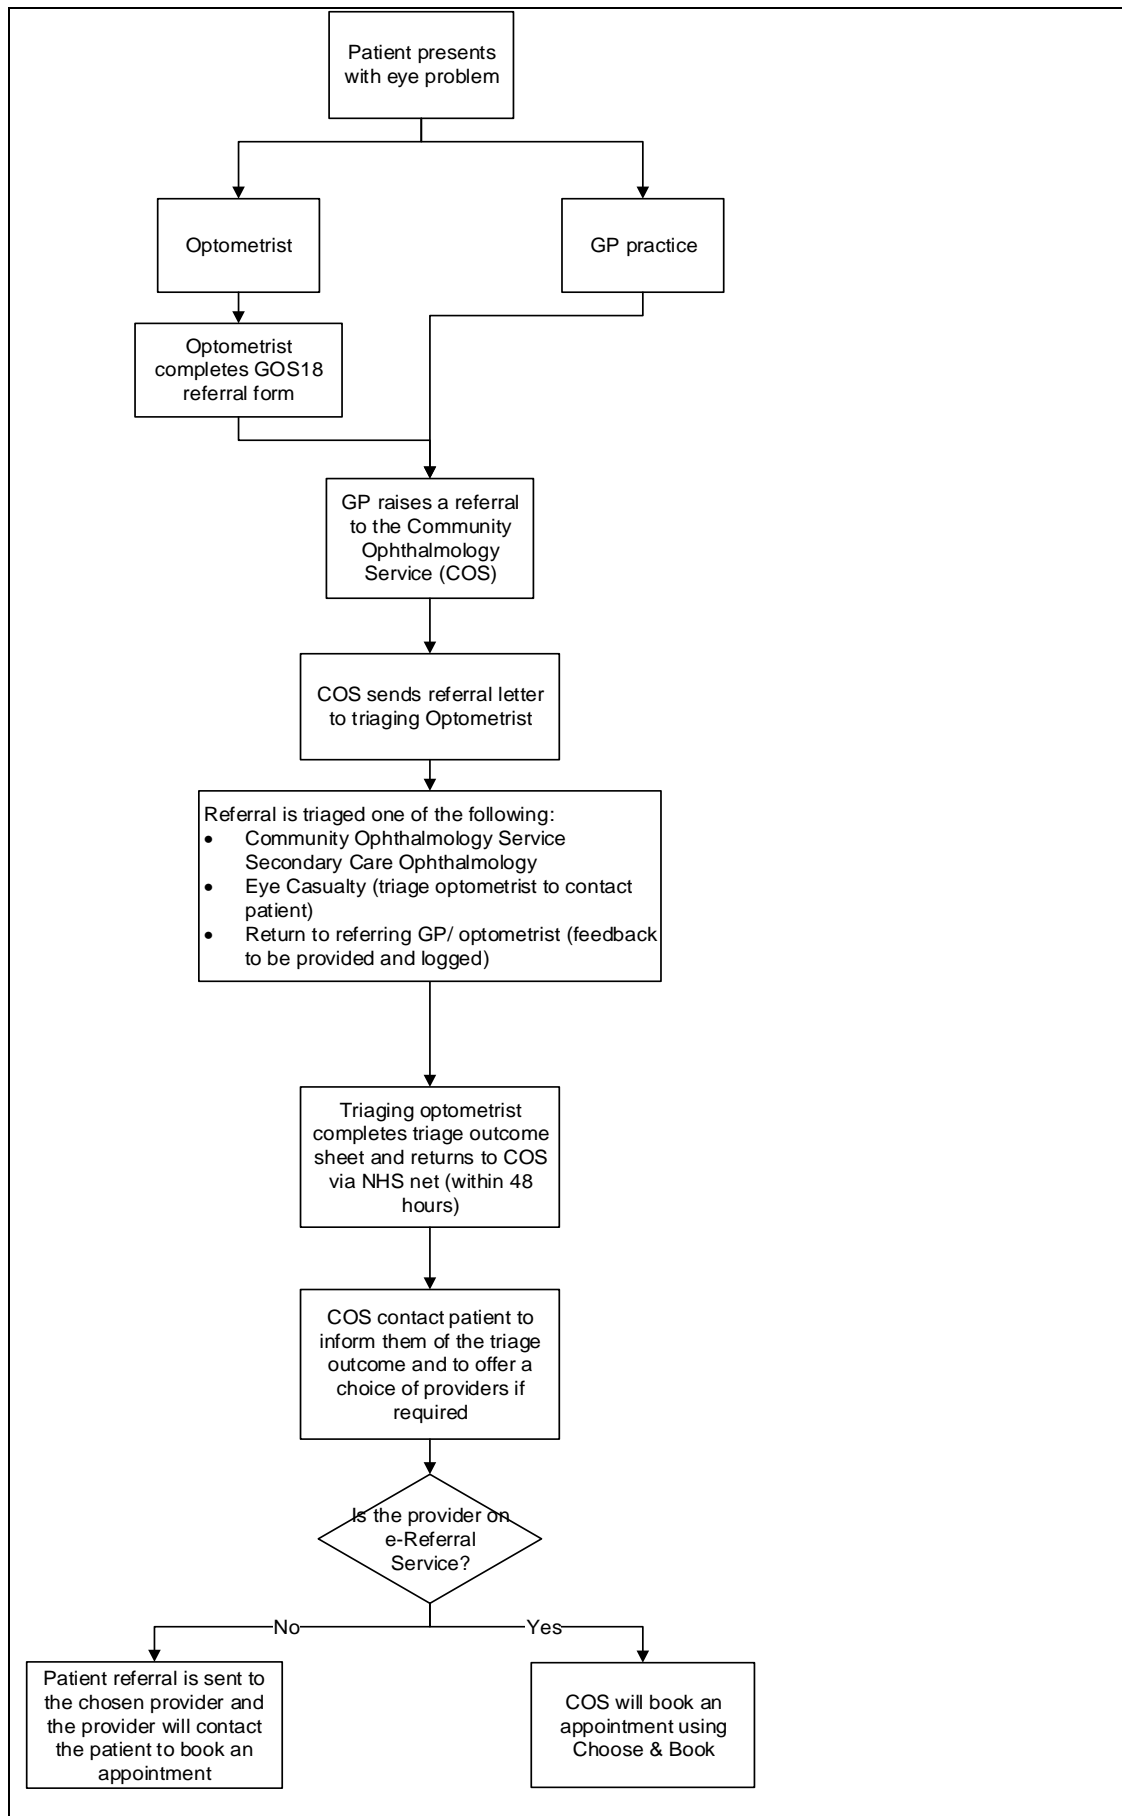 Patient presents
with eye problem
Optometrist
GP practice
Optometrist
completes GOS18
referral form
GP raises a referral
to the Community
Ophthalmology
Service (COS)
COS sends referral letter
to triaging Optometrist
Referral is triaged one of the following:
• Community Ophthalmology Service
Secondary Care Ophthalmology
• Eye Casualty (triage optometrist to contact
patient)
• Return to referring GP/ optometrist (feedback
to be provided and logged)
Triaging optometrist
completes triage outcome
sheet and returns to COS
via NHS net (within 48
hours)
COS contact patient to
inform them of the triage
outcome and to offer a
choice of providers if
required
Is the provider on
e-Referral
Service?
No
Yes
Patient referral is sent to
the chosen provider and
the provider will contact
the patient to book an
appointment
COS will book an
appointment using
Choose & Book